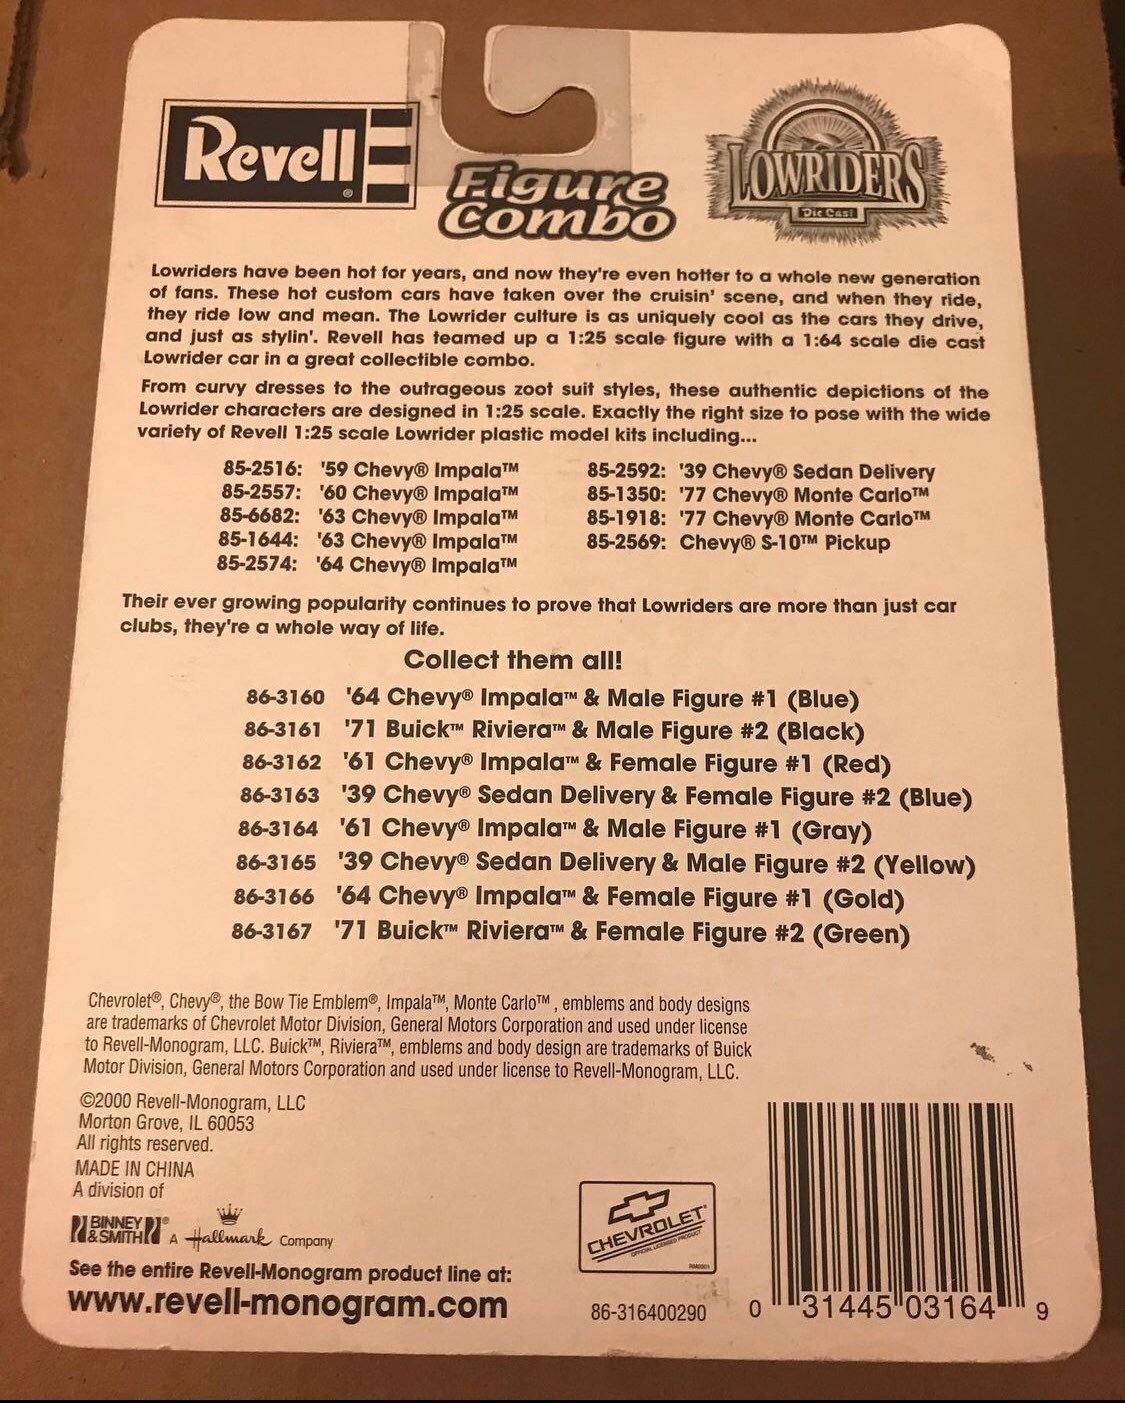 Revell®
Figure
Combo
LOWRIDERS
Die Cast
Lowriders have been hot for years, and now they're even hotter to a whole new generation
of fans. These hot custom cars have taken over the cruisin' scene, and when they ride,
they ride low and mean. The Lowrider culture is as uniquely cool as the cars they drive,
and just as stylin'. Revell has teamed up a 1:25 scale figure with a 1:64 scale die cast
Lowrider car in a great collectible combo.
From curvy dresses to the outrageous zoot suit styles, these authentic depictions of the
Lowrider characters are designed in 1:25 scale. Exactly the right size to pose with the wide
variety of Revell 1:25 scale Lowrider plastic model kits including...
85-2516: '59 Chevy® Impala™
85-2557: '60 Chevy® Impala™
85-6682: '63 Chevy® Impala™
85-1644: '63 Chevy® Impala™
85-2574: '64 Chevy® Impala™
85-2592: '39 Chevy® Sedan Delivery
85-1350: '77 Chevy® Monte Carlo™
85-1918: '77 Chevy® Monte Carlo™
85-2569: Chevy® S-10™ Pickup
Their ever growing popularity continues to prove that Lowriders are more than just car
clubs, they're a whole way of life.
Collect them all!
86-3160 '64 Chevy® Impala™ & Male Figure #1 (Blue)
86-3161 '71 Buick™ Riviera™ & Male Figure #2 (Black)
86-3162 '61 Chevy® Impala™ & Female Figure #1 (Red)
86-3163 '39 Chevy® Sedan Delivery & Female Figure #2 (Blue)
86-3164 '61 Chevy® Impala™ & Male Figure #1 (Gray)
86-3165 '39 Chevy® Sedan Delivery & Male Figure #2 (Yellow)
86-3166 '64 Chevy® Impala™ & Female Figure #1 (Gold)
86-3167 '71 Buick™ Riviera™ & Female Figure #2 (Green)
Chevrolet®, Chevy®, the Bow Tie Emblem®, Impala™, Monte Carlo™ , emblems and body designs
are trademarks of Chevrolet Motor Division, General Motors Corporation and used under license
to Revell-Monogram, LLC. Buick™, Riviera™, emblems and body design are trademarks of Buick
Motor Division, General Motors Corporation and used under license to Revell-Monogram, LLC.
©2000 Revell-Monogram, LLC
Morton Grove, IL 60053
All rights reserved.
MADE IN CHINA
A division of
BINNEY
& SMITH® A Hallmark Company
See the entire Revell-Monogram product line at:
www.revell-monogram.com
CHEVROLET
OFFICIAL LICENSED PRODUCT
86-316400290
0 31445 03164 9